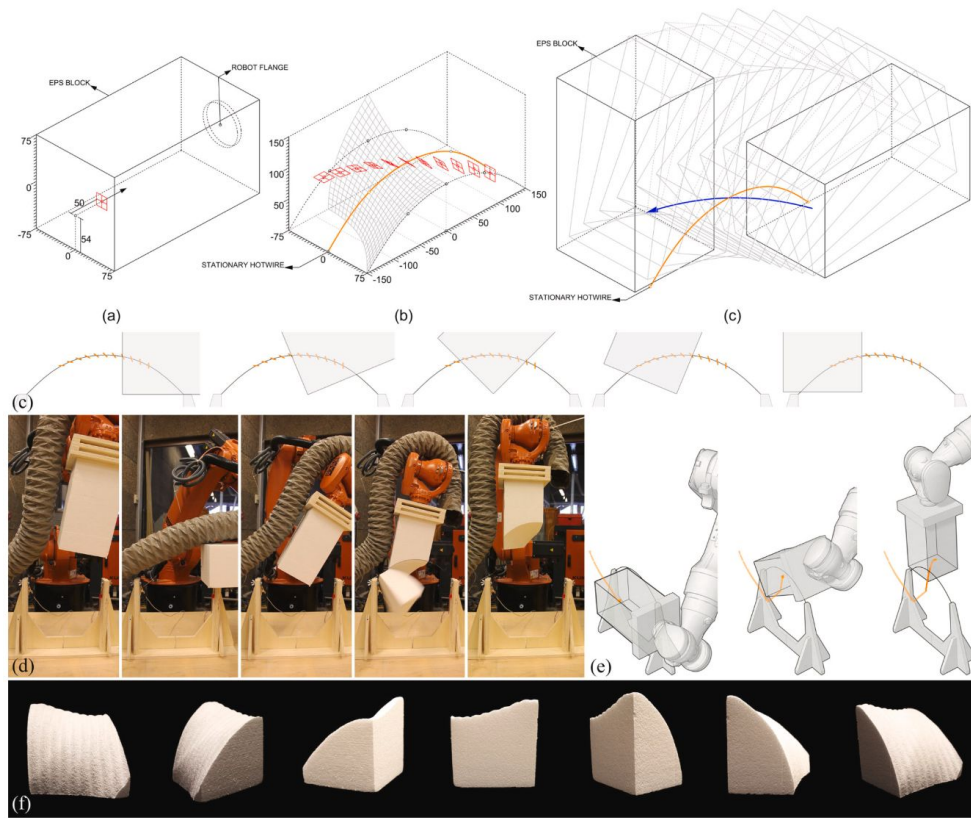 EPS BLOCK
ROBOT FLANGE
75
0
-75
50
54
0
75
(a)
150
100
50
-75
STATIONARY HOTWIRE
0
75
-150
-100
-50
0
50
100
150
(b)
EPS BLOCK
STATIONARY HOTWIRE
(c)
(c)
(d)
(e)
(f)